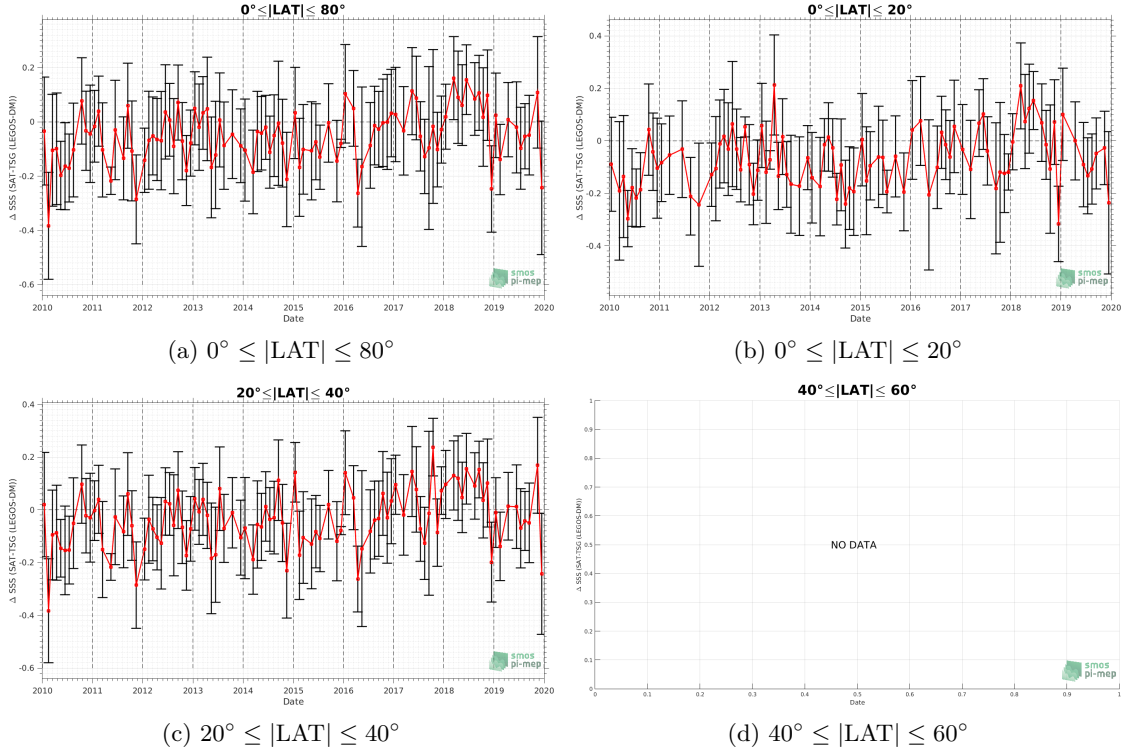 0°≤|LAT|≤ 80°
Δ SSS (SAT-TSG (LEGOS-DMI))
0.2
0
-0.2
-0.4
-0.6
2010 2011 2012 2013 2014 2015 2016 2017 2018 2019 2020
Date
smos
pi-mep
(a) 0° ≤ |LAT| ≤ 80°
0°≤|LAT|≤ 20°
Δ SSS (SAT-TSG (LEGOS-DMI))
0.4
0.2
0
-0.2
-0.4
2010 2011 2012 2013 2014 2015 2016 2017 2018 2019 2020
Date
smos
pi-mep
(b) 0° ≤ |LAT| ≤ 20°
20°≤|LAT|≤ 40°
Δ SSS (SAT-TSG (LEGOS-DMI))
0.4
0.2
0
-0.2
-0.4
-0.6
2010 2011 2012 2013 2014 2015 2016 2017 2018 2019 2020
Date
smos
pi-mep
(c) 20° ≤ |LAT| ≤ 40°
40°≤|LAT|≤ 60°
Δ SSS (SAT-TSG (LEGOS-DMI))
1
0.9
0.8
0.7
0.6
0.5
0.4
0.3
0.2
0.1
0
NO DATA
0 0.1 0.2 0.3 0.4 0.5 0.6 0.7 0.8 0.9 1
Date
smos
pi-mep
(d) 40° ≤ |LAT| ≤ 60°